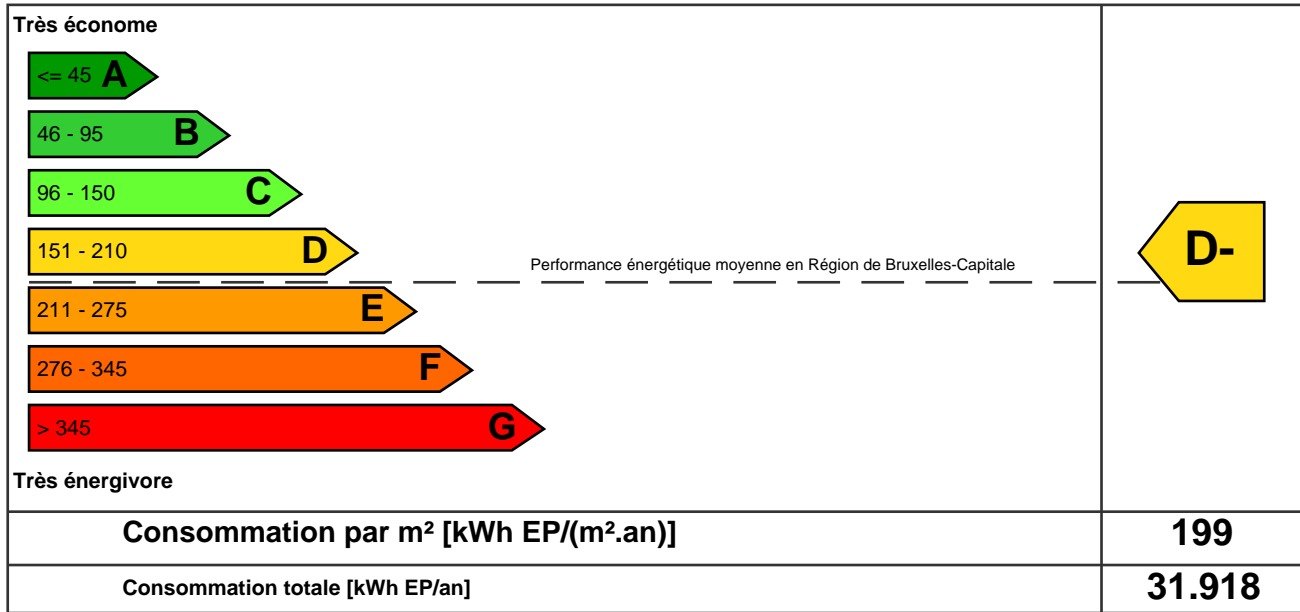 Très économe
<= 45 A
46 - 95 B
96 - 150 C
151 - 210 D
Performance énergétique moyenne en Région de Bruxelles-Capitale
D-
211 - 275 E
276 - 345 F
> 345 G
Très énergivore
Consommation par m² [kWh EP/(m².an)] 199
Consommation totale [kWh EP/an] 31.918